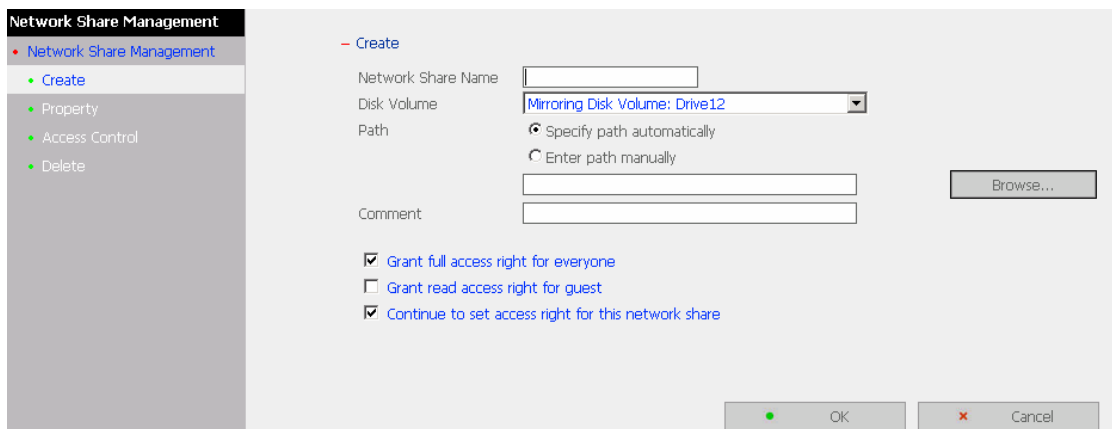 Network Share Management
Network Share Management
Create
Property
Access Control
Delete
– Create
Network Share Name
Disk Volume
Mirroring Disk Volume: Drive12
Path
Specify path automatically
Enter path manually
Browse...
Comment
Grant full access right for everyone
Grant read access right for guest
Continue to set access right for this network share
OK
Cancel